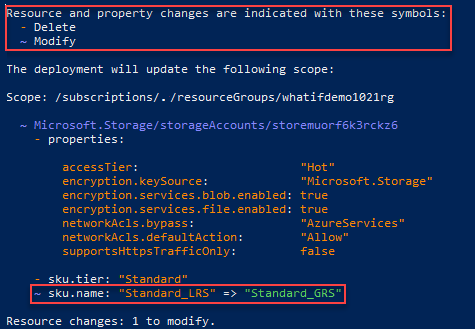 Resource and property changes are indicated with these symbols:
- Delete
~ Modify
The deployment will update the following scope:
Scope: /subscriptions/./resourceGroups/whatifdemo1021rg
~ Microsoft.Storage/storageAccounts/storemuorf6k3rckz6
- properties:
accessTier: "Hot"
encryption.keySource: "Microsoft.Storage"
encryption.services.blob.enabled: true
encryption.services.file.enabled: true
networkAcls.bypass: "AzureServices"
networkAcls.defaultAction: "Allow"
supportsHttpsTrafficOnly: false
- sku.tier: "Standard"
~ sku.name: "Standard_LRS" => "Standard_GRS"
Resource changes: 1 to modify.